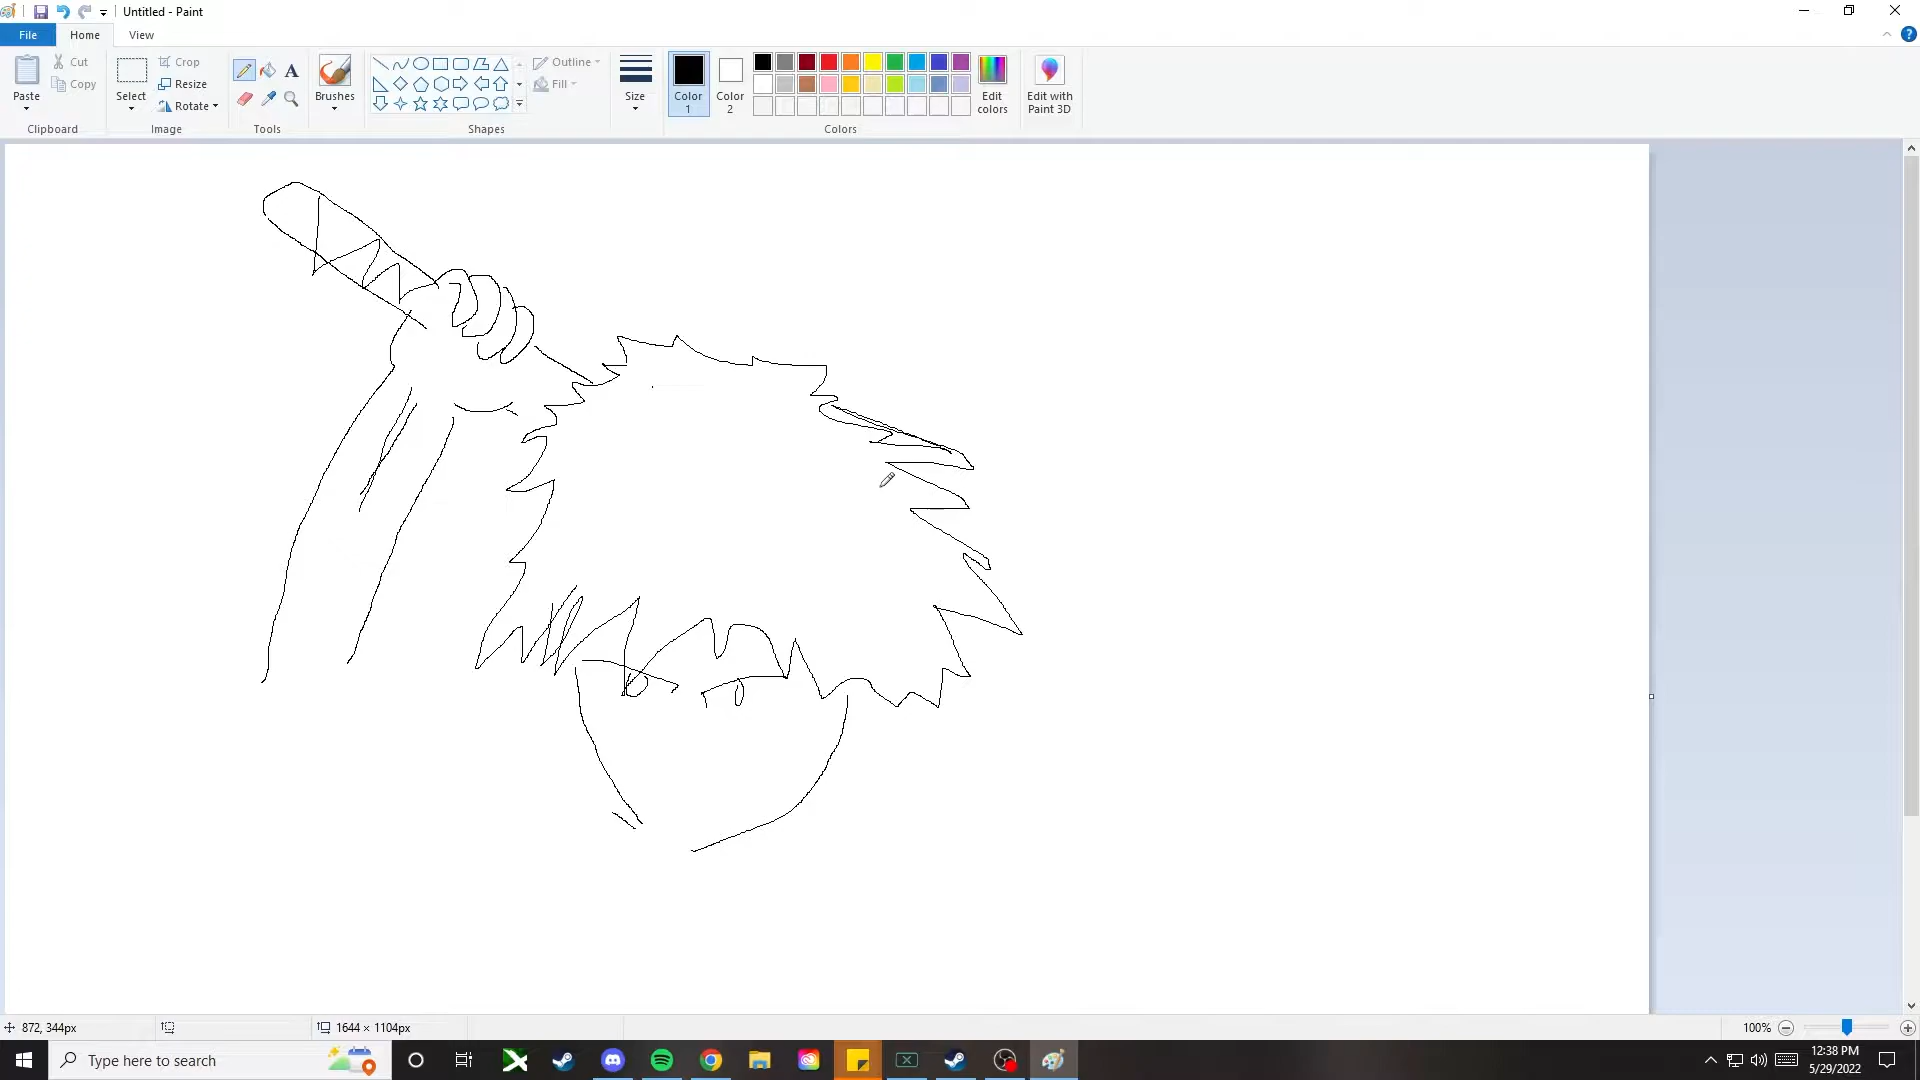 Untitled - Paint
File Home View
Paste Cut Copy Clipboard
Select Crop Resize Rotate Image
Tools
Brushes
Outline Fill Shapes
Size
Color 1 Color 2 Edit colors Colors
Edit with Paint 3D
872, 344px 1644 × 1104px 100%
Type here to search 12:38 PM
5/29/2022